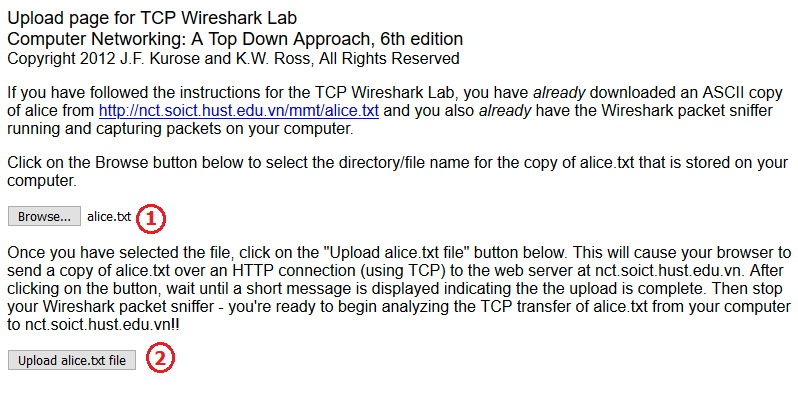 Upload page for TCP Wireshark Lab
Computer Networking: A Top Down Approach, 6th edition
Copyright 2012 J.F. Kurose and K.W. Ross, All Rights Reserved
If you have followed the instructions for the TCP Wireshark Lab, you have already downloaded an ASCII copy
of alice from http://nct.soict.hust.edu.vn/mmt/alice.txt and you also already have the Wireshark packet sniffer
running and capturing packets on your computer.
Click on the Browse button below to select the directory/file name for the copy of alice.txt that is stored on your
computer.
Browse... alice.txt 1
Once you have selected the file, click on the "Upload alice.txt file" button below. This will cause your browser to
send a copy of alice.txt over an HTTP connection (using TCP) to the web server at nct.soict.hust.edu.vn. After
clicking on the button, wait until a short message is displayed indicating the the upload is complete. Then stop
your Wireshark packet sniffer - you're ready to begin analyzing the TCP transfer of alice.txt from your computer
to nct.soict.hust.edu.vn!!
Upload alice.txt file 2